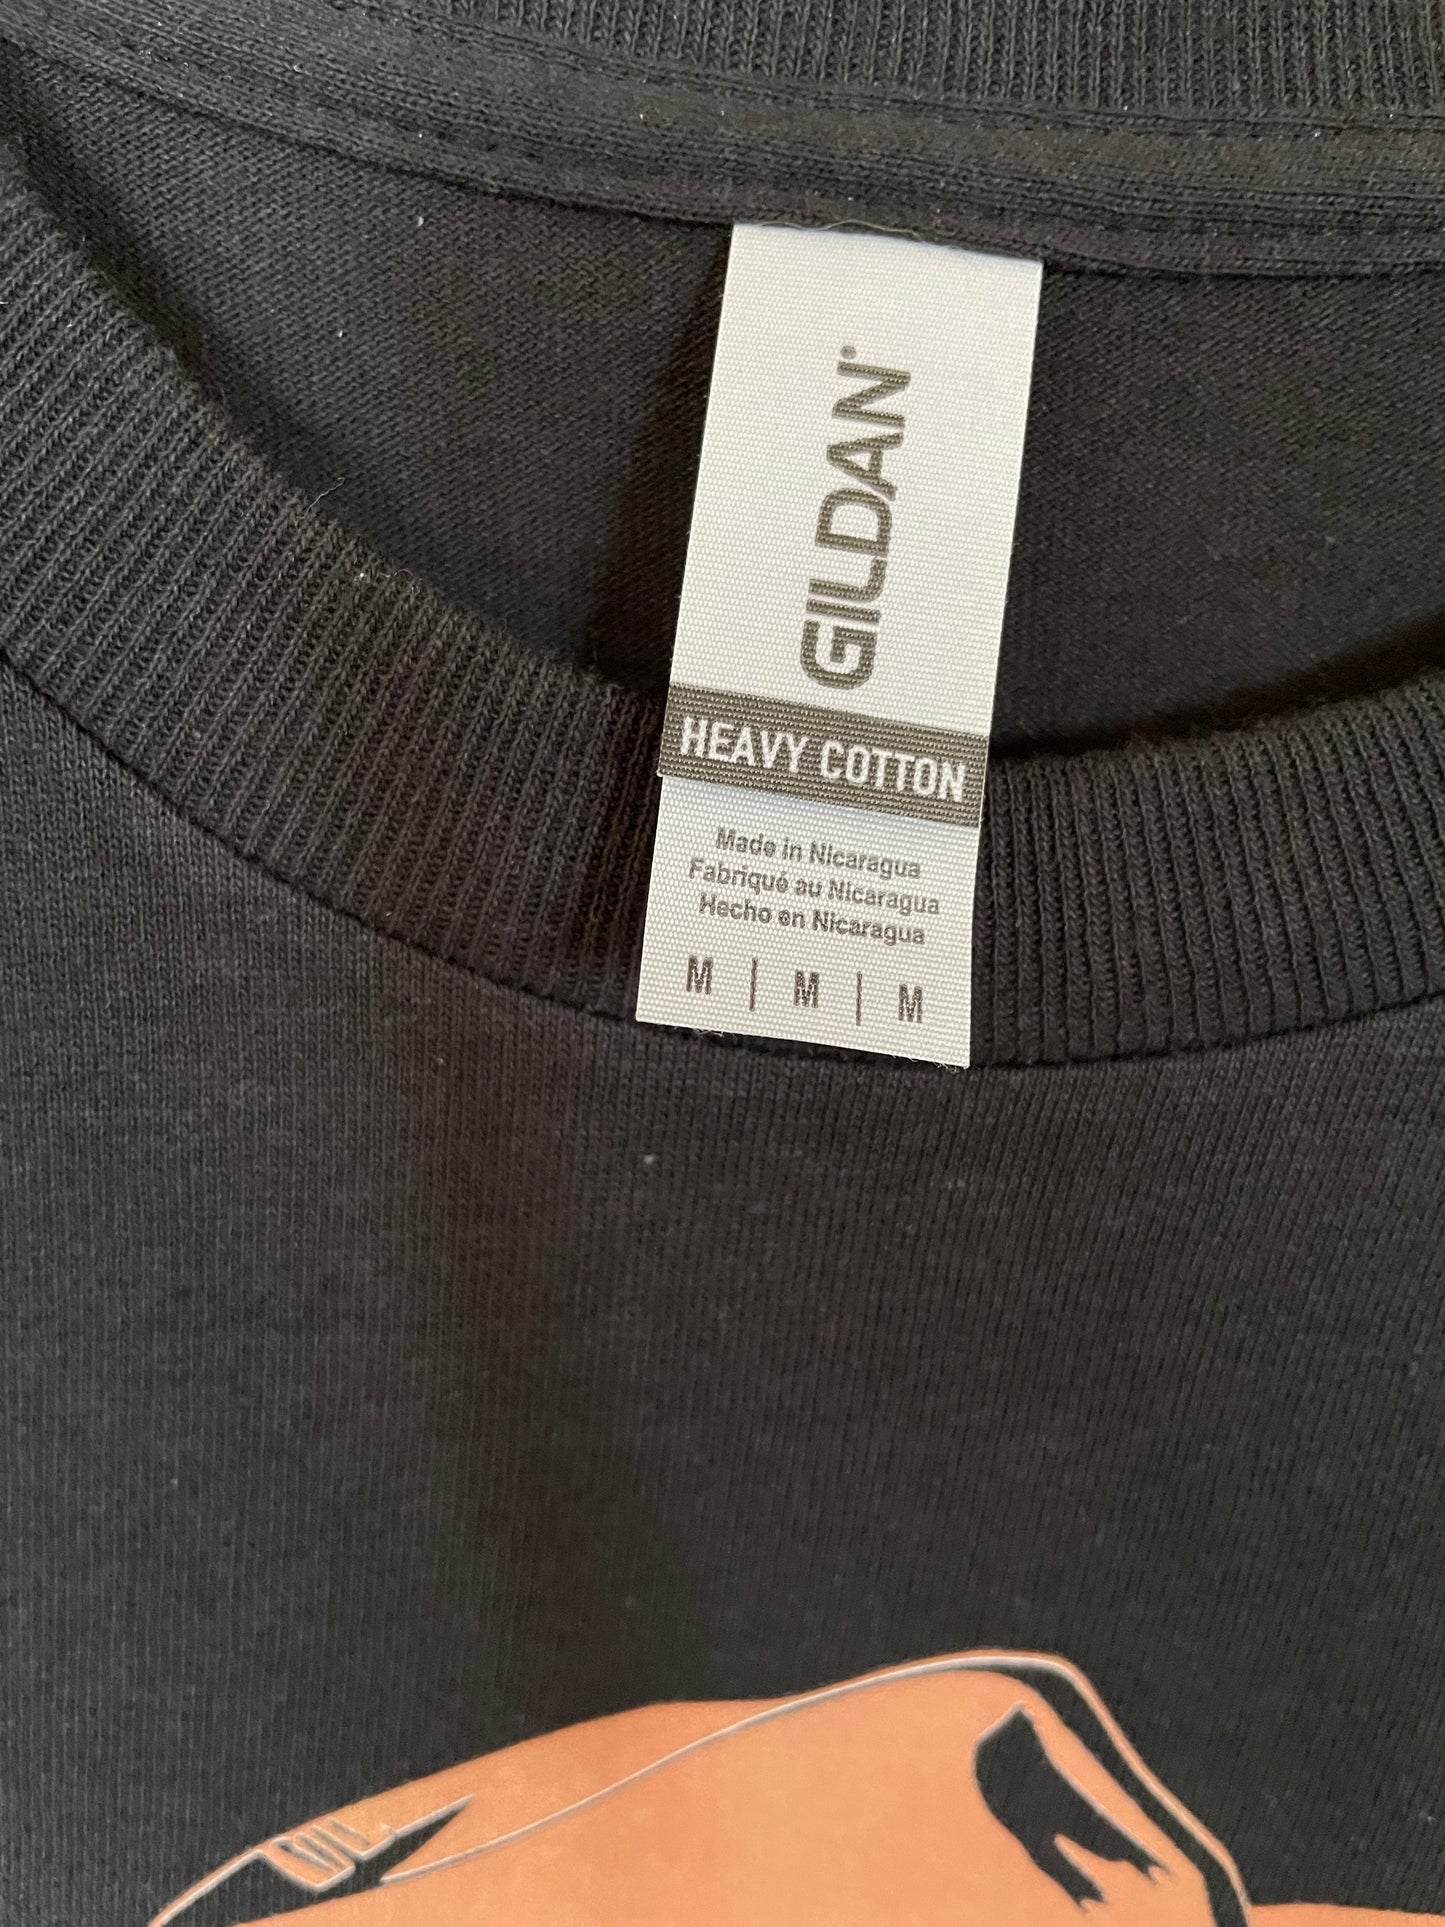 GILDAN®
HEAVY COTTON
Made in Nicaragua
Fabriqué au Nicaragua
Hecho en Nicaragua
M | M | M